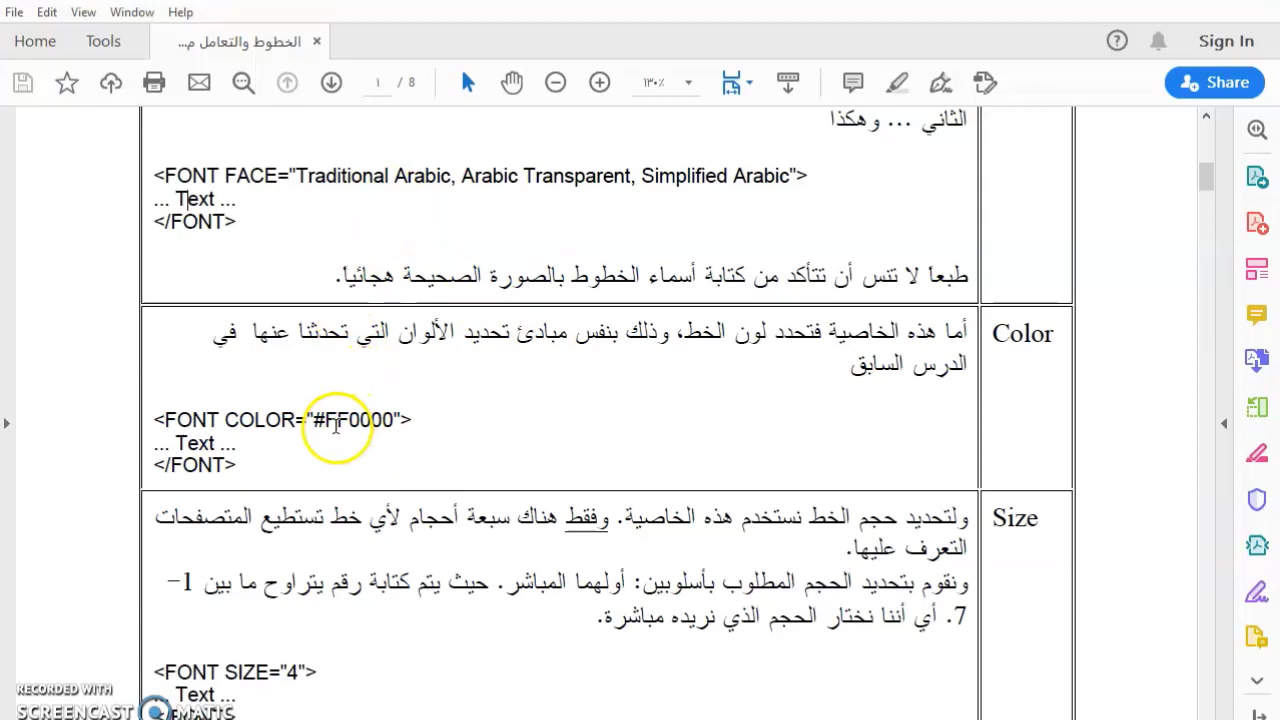 File Edit View Window Help
Home Tools الخطوط والتعامل م... × Sign In
١ / 8 ١٣٠٪ Share
الثاني ... وهكذا
<FONT FACE="Traditional Arabic, Arabic Transparent, Simplified Arabic">
... Text ...
</FONT>
طبعاً لا تنس أن تتأكد من كتابة أسماء الخطوط بالصورة الصحيحة هجائياً.
Color
أما هذه الخاصية فتحدد لون الخط، وذلك بنفس مبادئ تحديد الألوان التي تحدثنا عنها في
الدرس السابق
<FONT COLOR="#FF0000">
... Text ...
</FONT>
Size
ولتحديد حجم الخط نستخدم هذه الخاصية. وفقط هناك سبعة أحجام لأي خط تستطيع المتصفحات
التعرف عليها.
ونقوم بتحديد الحجم المطلوب بأسلوبين: أولهما المباشر. حيث يتم كتابة رقم يتراوح ما بين 1-
7. أي أننا نختار الحجم الذي نريده مباشرة.
<FONT SIZE="4">
... Text ...
RECORDED WITH
SCREENCAST MATIC